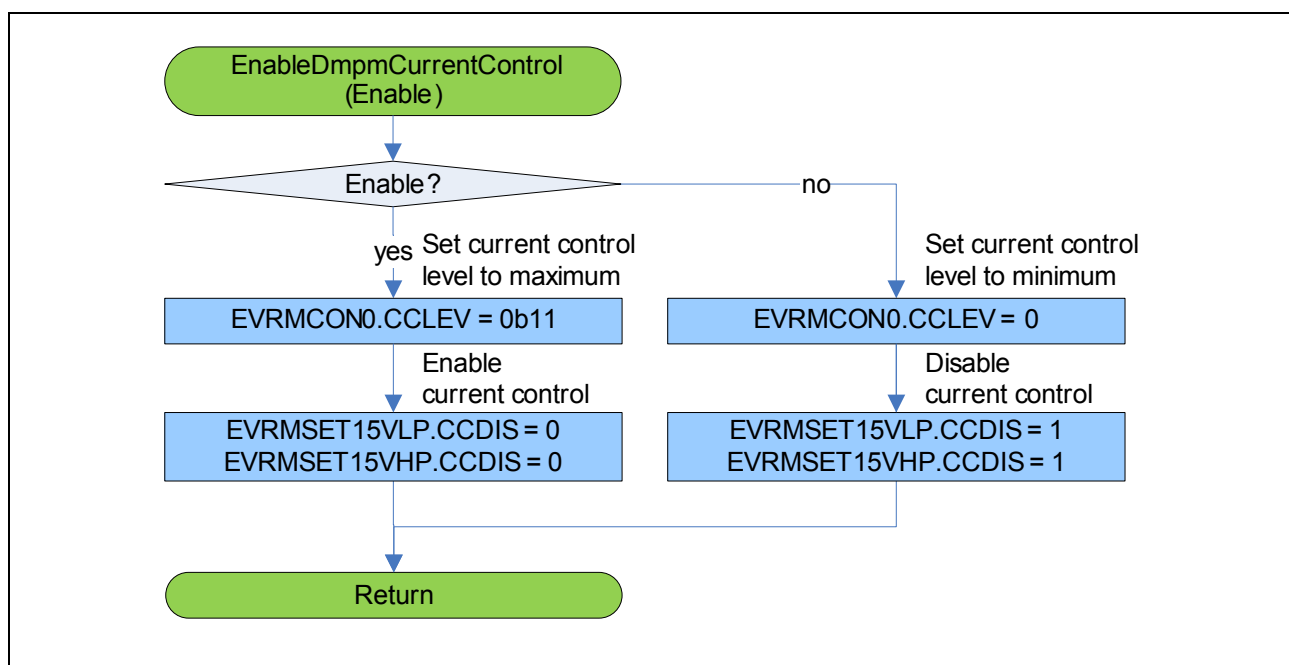 EnableDmpmCurrentControl
(Enable)
Enable?
no
yes
Set current control
level to maximum
Set current control
level to minimum
EVRMCON0.CCLEV = 0b11
EVRMCON0.CCLEV = 0
Enable
current control
Disable
current control
EVRMSET15VLP.CCDIS = 0
EVRMSET15VHP.CCDIS = 0
EVRMSET15VLP.CCDIS = 1
EVRMSET15VHP.CCDIS = 1
Return